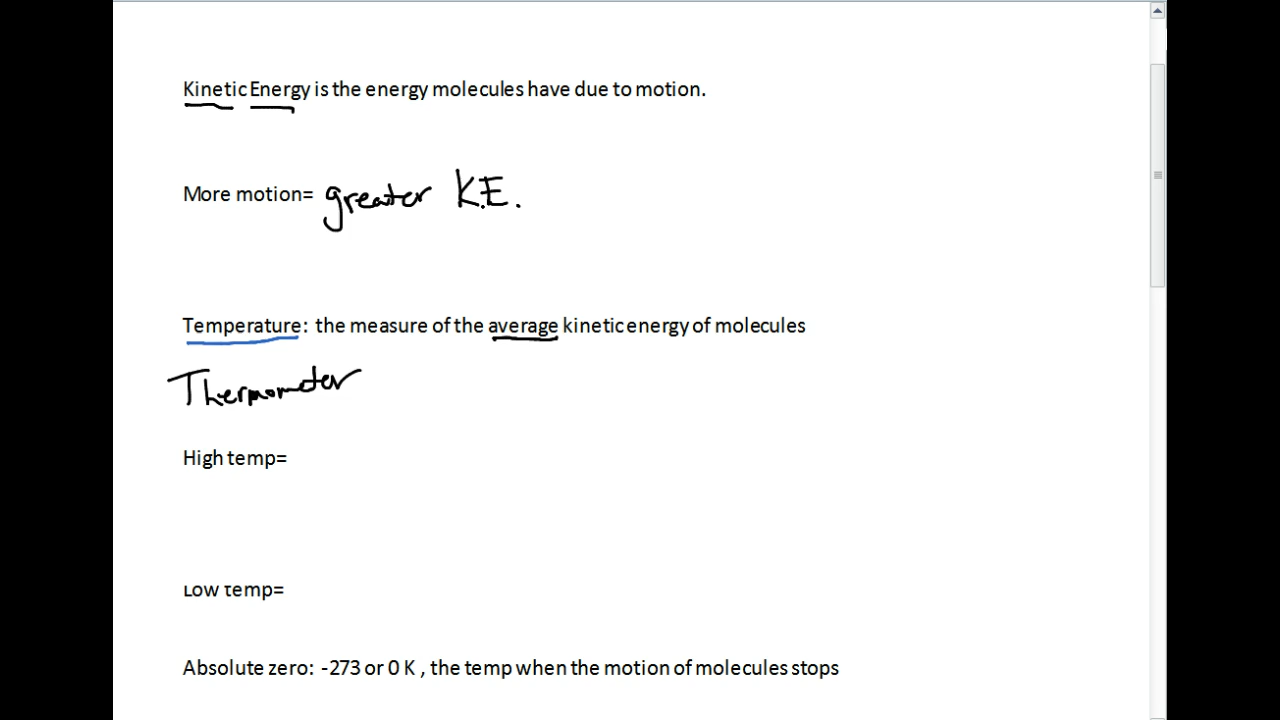 Kinetic Energy is the energy molecules have due to motion.
More motion= greater K.E.
Temperature: the measure of the average kinetic energy of molecules
Thermometer
High temp=
Low temp=
Absolute zero: -273 or 0 K , the temp when the motion of molecules stops